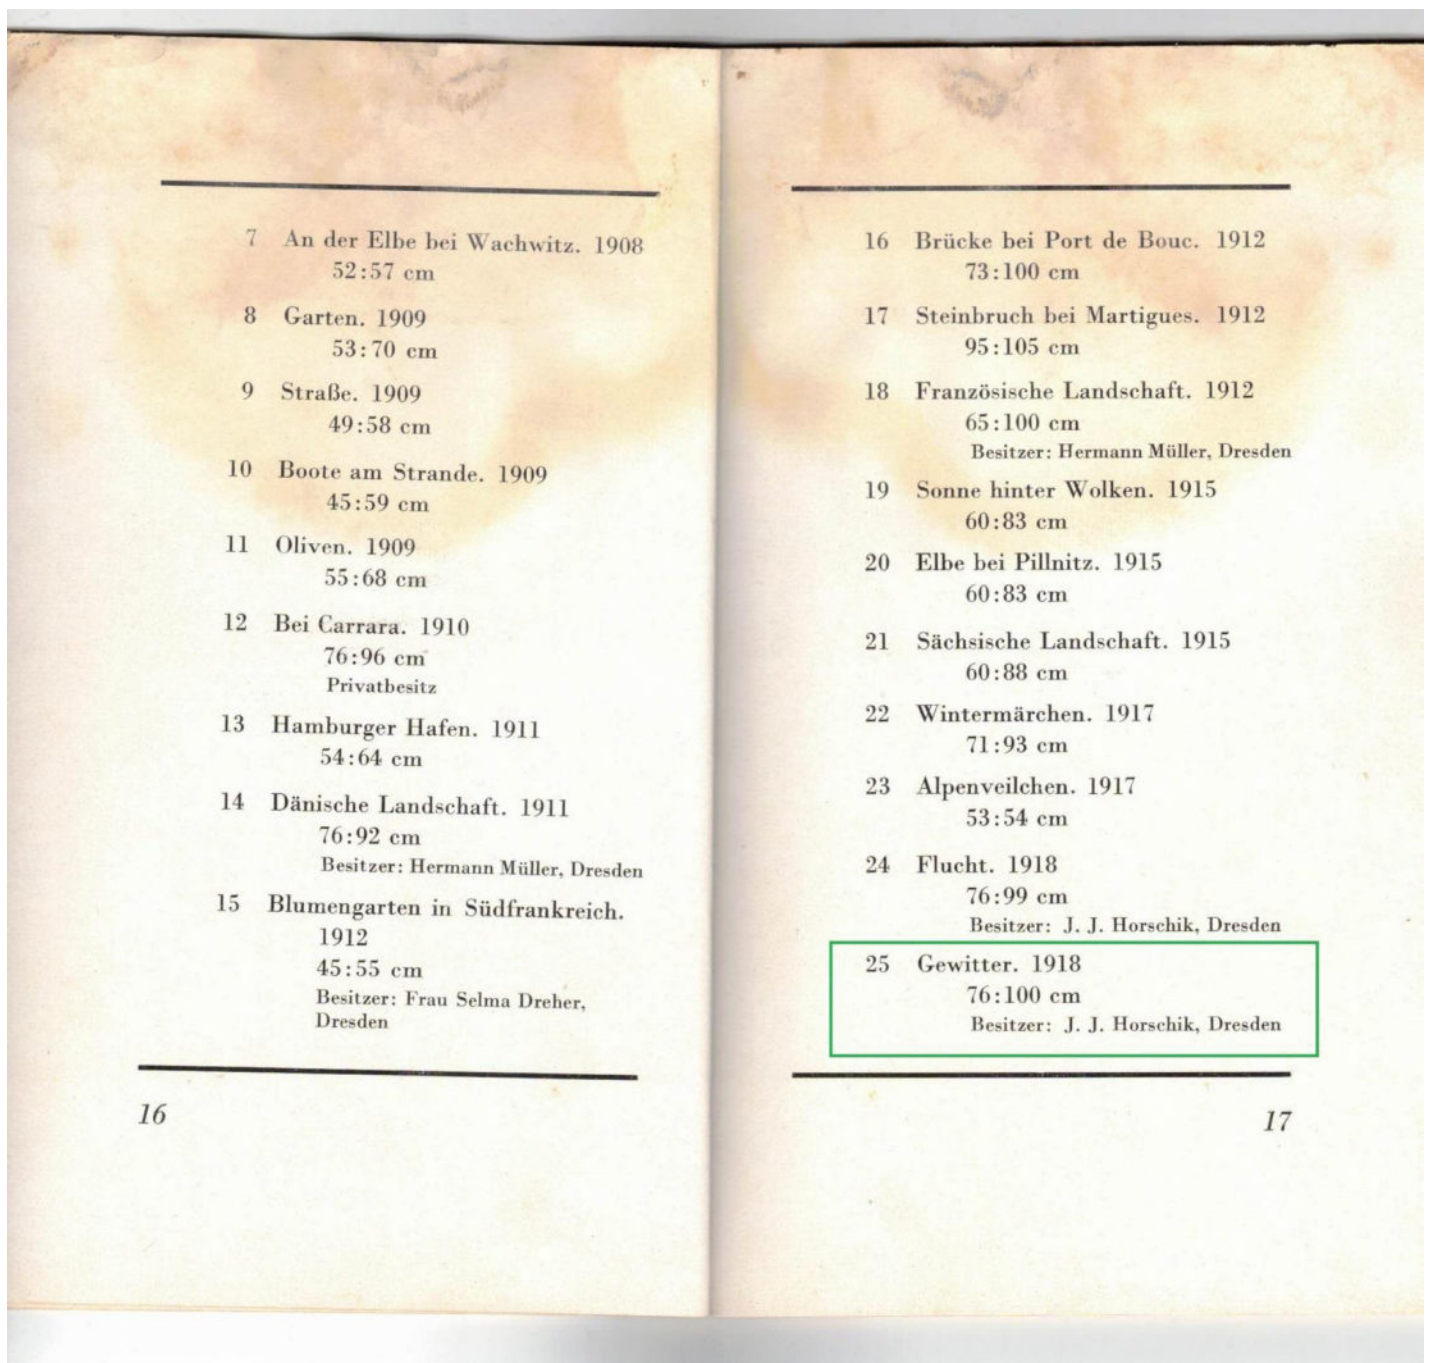 7 An der Elbe bei Wachwitz. 1908
52:57 cm
8 Garten. 1909
53:70 cm
9 Straße. 1909
49:58 cm
10 Boote am Strande. 1909
45:59 cm
11 Oliven. 1909
55:68 cm
12 Bei Carrara. 1910
76:96 cm
Privatbesitz
13 Hamburger Hafen. 1911
54:64 cm
14 Dänische Landschaft. 1911
76:92 cm
Besitzer: Hermann Müller, Dresden
15 Blumengarten in Südfrankreich.
1912
45:55 cm
Besitzer: Frau Selma Dreher,
Dresden
16
16 Brücke bei Port de Bouc. 1912
73:100 cm
17 Steinbruch bei Martigues. 1912
95:105 cm
18 Französische Landschaft. 1912
65:100 cm
Besitzer: Hermann Müller, Dresden
19 Sonne hinter Wolken. 1915
60:83 cm
20 Elbe bei Pillnitz. 1915
60:83 cm
21 Sächsische Landschaft. 1915
60:88 cm
22 Wintermärchen. 1917
71:93 cm
23 Alpenveilchen. 1917
53:54 cm
24 Flucht. 1918
76:99 cm
Besitzer: J. J. Horschik, Dresden
25 Gewitter. 1918
76:100 cm
Besitzer: J. J. Horschik, Dresden
17